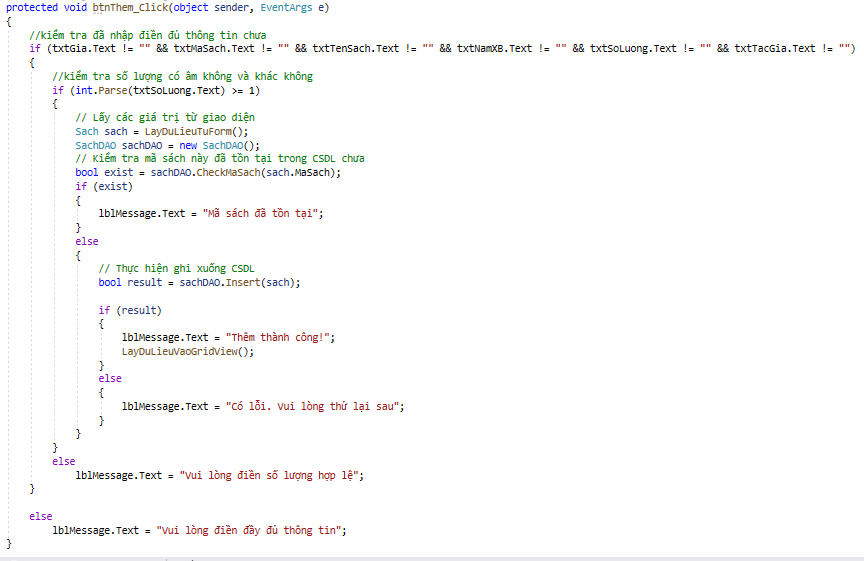 protected void btnThem_Click(object sender, EventArgs e)
{
//kiểm tra đã nhập điền đủ thông tin chưa
if (txtGia.Text != "" && txtMaSach.Text != "" && txtTenSach.Text != "" && txtNamXB.Text != "" && txtSoLuong.Text != "" && txtTacGia.Text != "")
{
//kiểm tra số lượng có âm không và khác không
if (int.Parse(txtSoLuong.Text) >= 1)
{
// Lấy các giá trị từ giao diện
Sach sach = LayDuLieuTuForm();
SachDAO sachDAO = new SachDAO();
// Kiểm tra mã sách này đã tồn tại trong CSDL chưa
bool exist = sachDAO.CheckMaSach(sach.MaSach);
if (exist)
{
lblMessage.Text = "Mã sách đã tồn tại";
}
else
{
// Thực hiện ghi xuống CSDL
bool result = sachDAO.Insert(sach);
if (result)
{
lblMessage.Text = "Thêm thành công!";
LayDuLieuVaoGridView();
}
else
{
lblMessage.Text = "Có lỗi. Vui lòng thử lại sau";
}
}
}
else
lblMessage.Text = "Vui lòng điền số lượng hợp lệ";
}
else
lblMessage.Text = "Vui lòng điền đầy đủ thông tin";
}